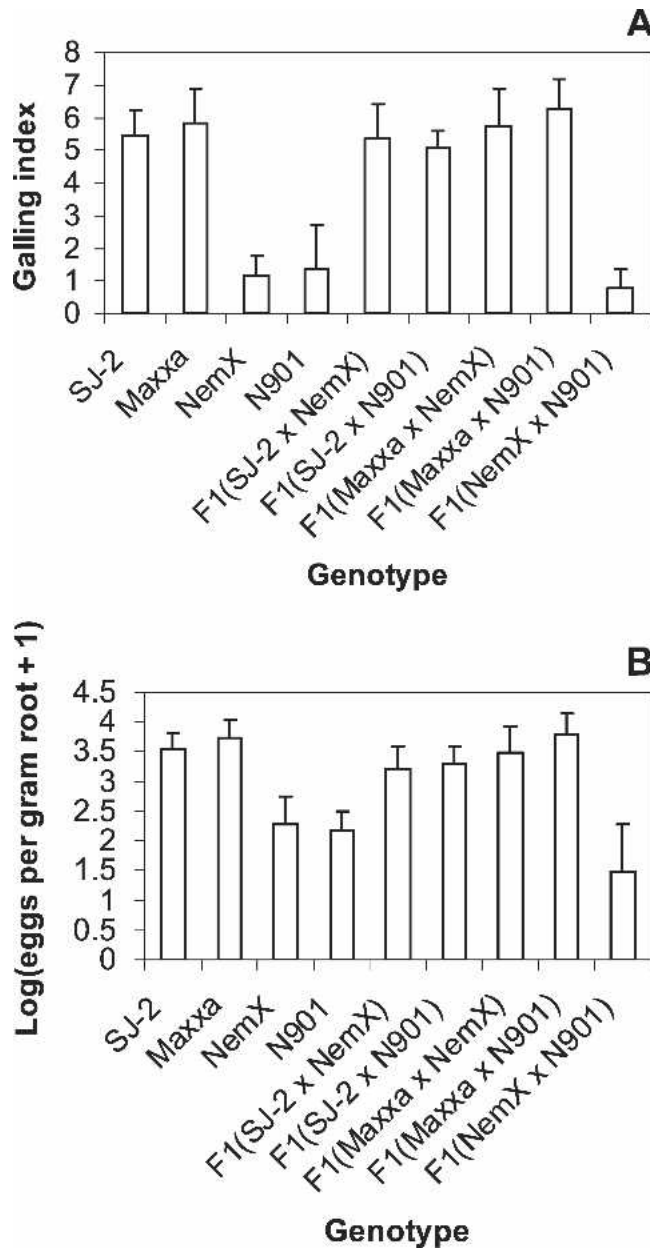 A
Galling index
8
7
6
5
4
3
2
1
0
SJ-2
Maxxa
NemX
N901
F1(SJ-2 x NemX)
F1(SJ-2 x N901)
F1(Maxxa x NemX)
F1(Maxxa x N901)
F1(NemX x N901)
Genotype
B
Log(eggs per gram root + 1)
4.5
4
3.5
3
2.5
2
1.5
1
0.5
0
SJ-2
Maxxa
NemX
N901
F1(SJ-2 x NemX)
F1(SJ-2 x N901)
F1(Maxxa x NemX)
F1(Maxxa x N901)
F1(NemX x N901)
Genotype